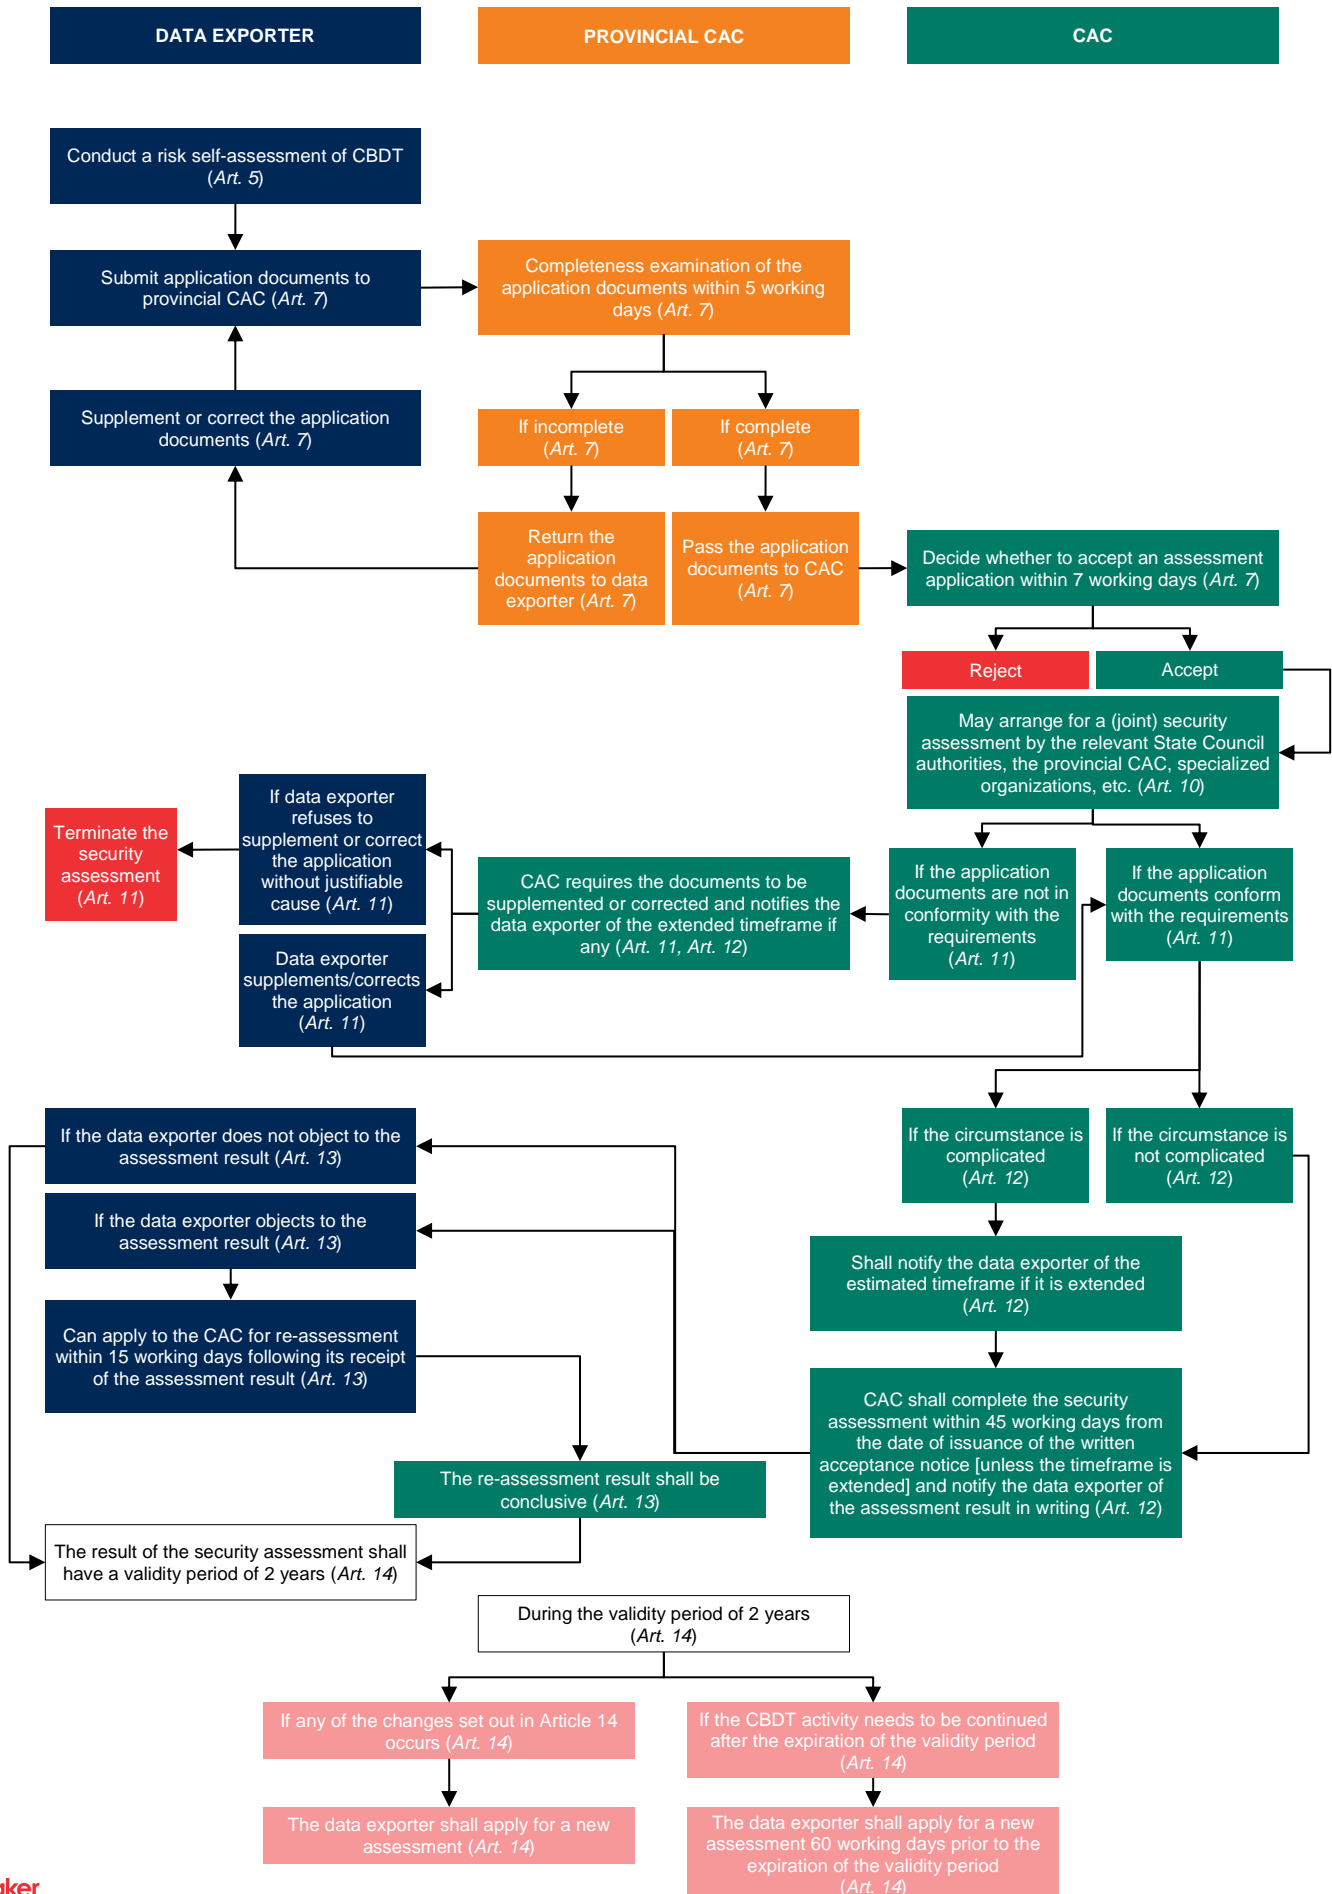 DATA EXPORTER
PROVINCIAL CAC
CAC
Conduct a risk self-assessment of CBDT
(Art. 5)
Submit application documents to
provincial CAC (Art. 7)
Completeness examination of the
application documents within 5 working
days (Art. 7)
Supplement or correct the application
documents (Art. 7)
If incomplete
(Art. 7)
If complete
(Art. 7)
Return the
application
documents to data
exporter (Art. 7)
Pass the application
documents to CAC
(Art. 7)
Decide whether to accept an assessment
application within 7 working days (Art. 7)
Reject
Accept
May arrange for a (joint) security
assessment by the relevant State Council
authorities, the provincial CAC, specialized
organizations, etc. (Art. 10)
Terminate the
security
assessment
(Art. 11)
If data exporter
refuses to
supplement or correct
the application
without justifiable
cause (Art. 11)
CAC requires the documents to be
supplemented or corrected and notifies the
data exporter of the extended timeframe if
any (Art. 11, Art. 12)
If the application
documents are not in
conformity with the
requirements
(Art. 11)
If the application
documents conform
with the requirements
(Art. 11)
Data exporter
supplements/corrects
the application
(Art. 11)
If the data exporter does not object to the
assessment result (Art. 13)
If the circumstance is
complicated
(Art. 12)
If the circumstance is
not complicated
(Art. 12)
If the data exporter objects to the
assessment result (Art. 13)
Shall notify the data exporter of the
estimated timeframe if it is extended
(Art. 12)
Can apply to the CAC for re-assessment
within 15 working days following its receipt
of the assessment result (Art. 13)
CAC shall complete the security
assessment within 45 working days from
the date of issuance of the written
acceptance notice [unless the timeframe is
extended] and notify the data exporter of
the assessment result in writing (Art. 12)
The re-assessment result shall be
conclusive (Art. 13)
The result of the security assessment shall
have a validity period of 2 years (Art. 14)
During the validity period of 2 years
(Art. 14)
If any of the changes set out in Article 14
occurs (Art. 14)
If the CBDT activity needs to be continued
after the expiration of the validity period
(Art. 14)
The data exporter shall apply for a new
assessment (Art. 14)
The data exporter shall apply for a new
assessment 60 working days prior to the
expiration of the validity period
(Art. 14)